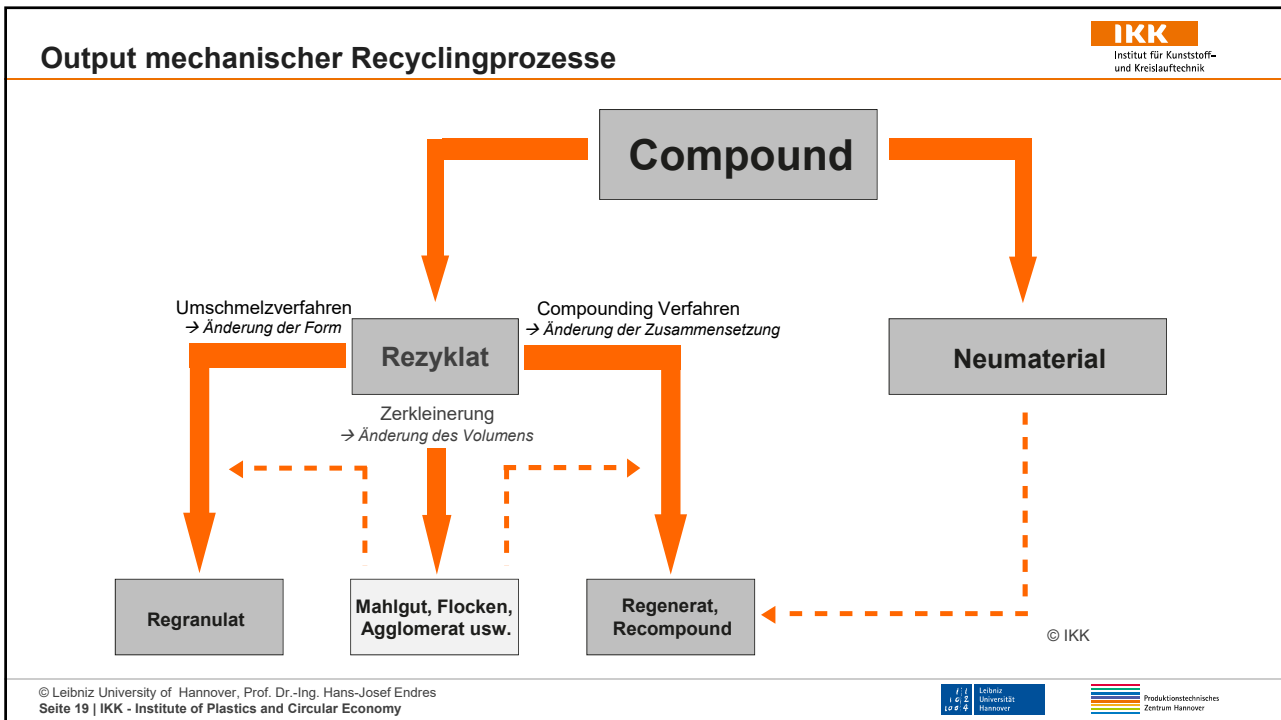 Output mechanischer Recyclingprozesse
IKK
Institut für Kunststoff-
und Kreislauftechnik
Compound
Umschmelzverfahren
→ Änderung der Form
Compounding Verfahren
→ Änderung der Zusammensetzung
Rezyklat
Neumaterial
Zerkleinerung
→ Änderung des Volumens
Regranulat
Mahlgut, Flocken,
Agglomerat usw.
Regenerat,
Recompound
© IKK
© Leibniz University of Hannover, Prof. Dr.-Ing. Hans-Josef Endres
Seite 19 | IKK - Institute of Plastics and Circular Economy
Leibniz
Universität
Hannover
Produktionstechnisches
Zentrum Hannover